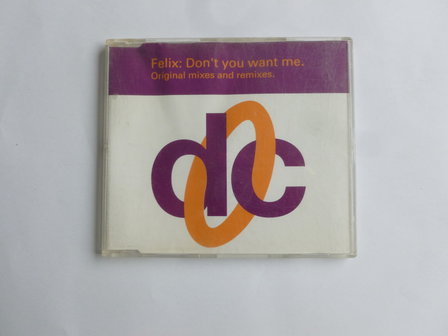 Felix: Don't you want me.
Original mixes and remixes.
dc